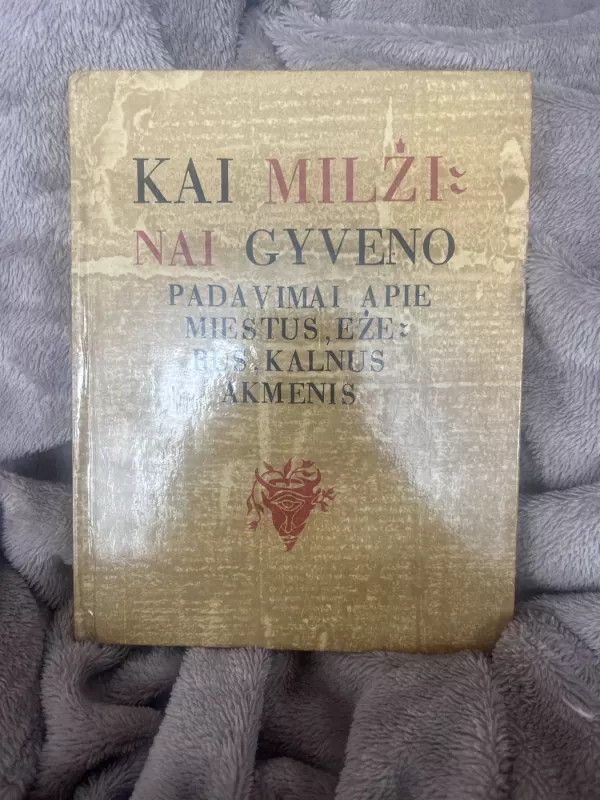 KAI MILŽI~
NAI GYVENO
PADAVIMAI APIE
MIESTUS, EŽE~
RUS, KALNUS
AKMENIS